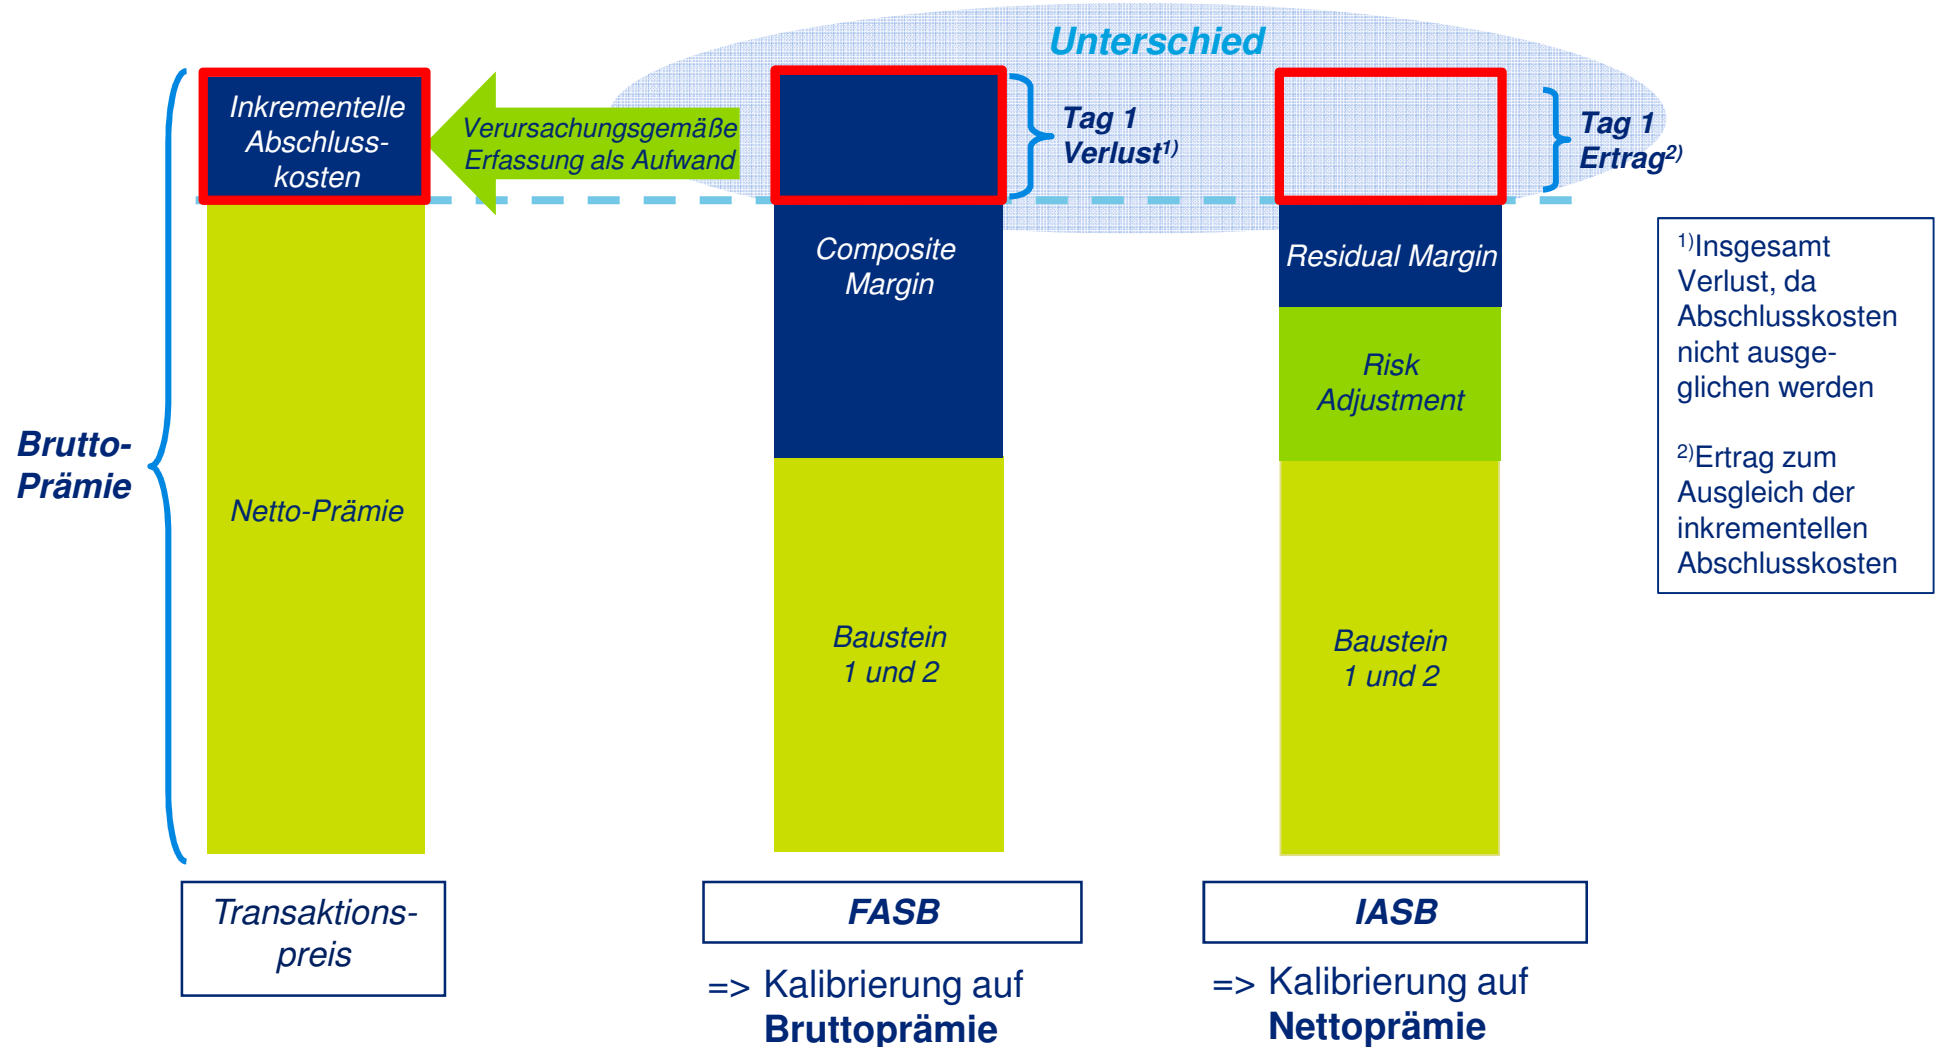 Unterschied
Inkrementelle
Abschluss-
kosten
Verursachungsgemäße
Erfassung als Aufwand
Tag 1
Verlust1)
Tag 1
Ertrag2)
Composite
Margin
Residual Margin
Risk
Adjustment
1)Insgesamt
Verlust, da
Abschlusskosten
nicht ausge-
glichen werden
2)Ertrag zum
Ausgleich der
inkrementellen
Abschlusskosten
Brutto-
Prämie
Netto-Prämie
Baustein
1 und 2
Baustein
1 und 2
Transaktions-
preis
FASB
=> Kalibrierung auf
Bruttoprämie
IASB
=> Kalibrierung auf
Nettoprämie